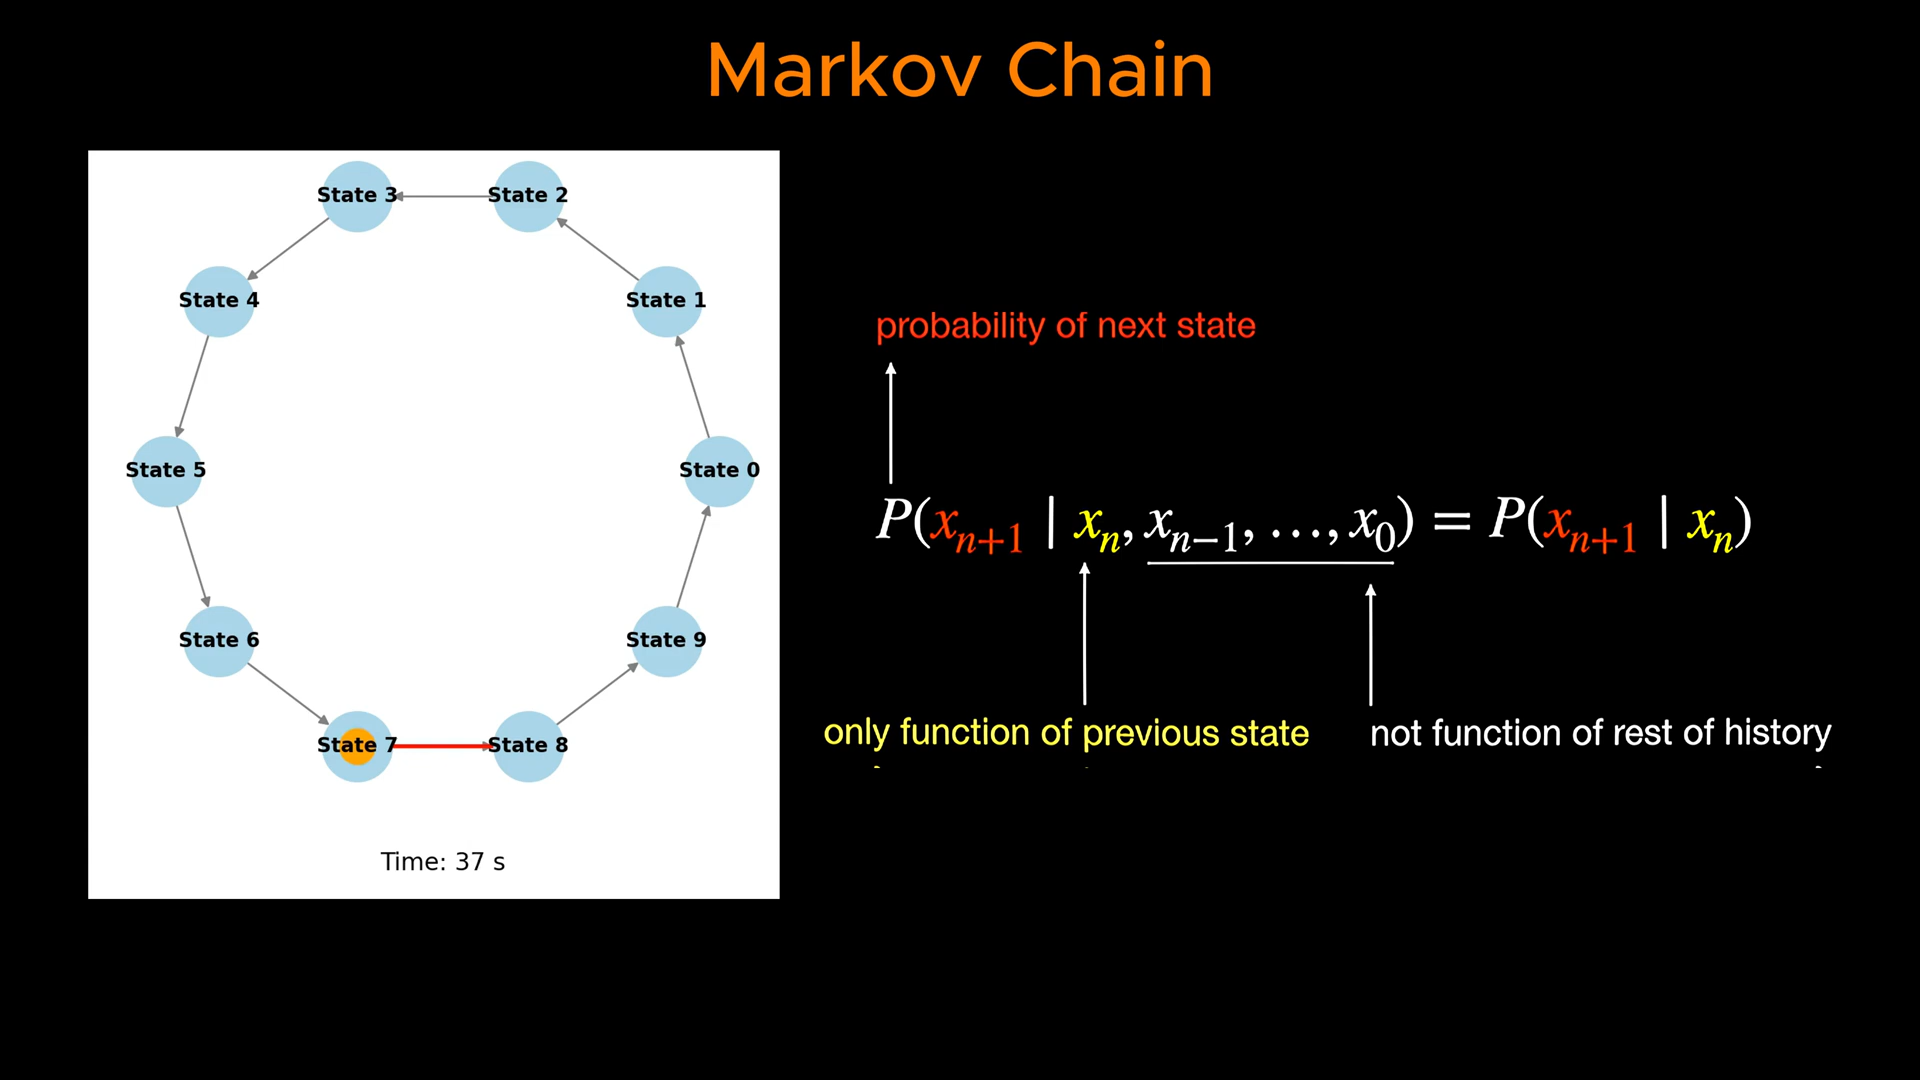 Markov Chain
State 3
State 2
State 4
State 1
State 5
State 0
State 6
State 9
State 7
State 8
Time: 37 s
probability of next state
P(xₙ₊₁ | xₙ, xₙ₋₁, …, x₀) = P(xₙ₊₁ | xₙ)
only function of previous state
not function of rest of history